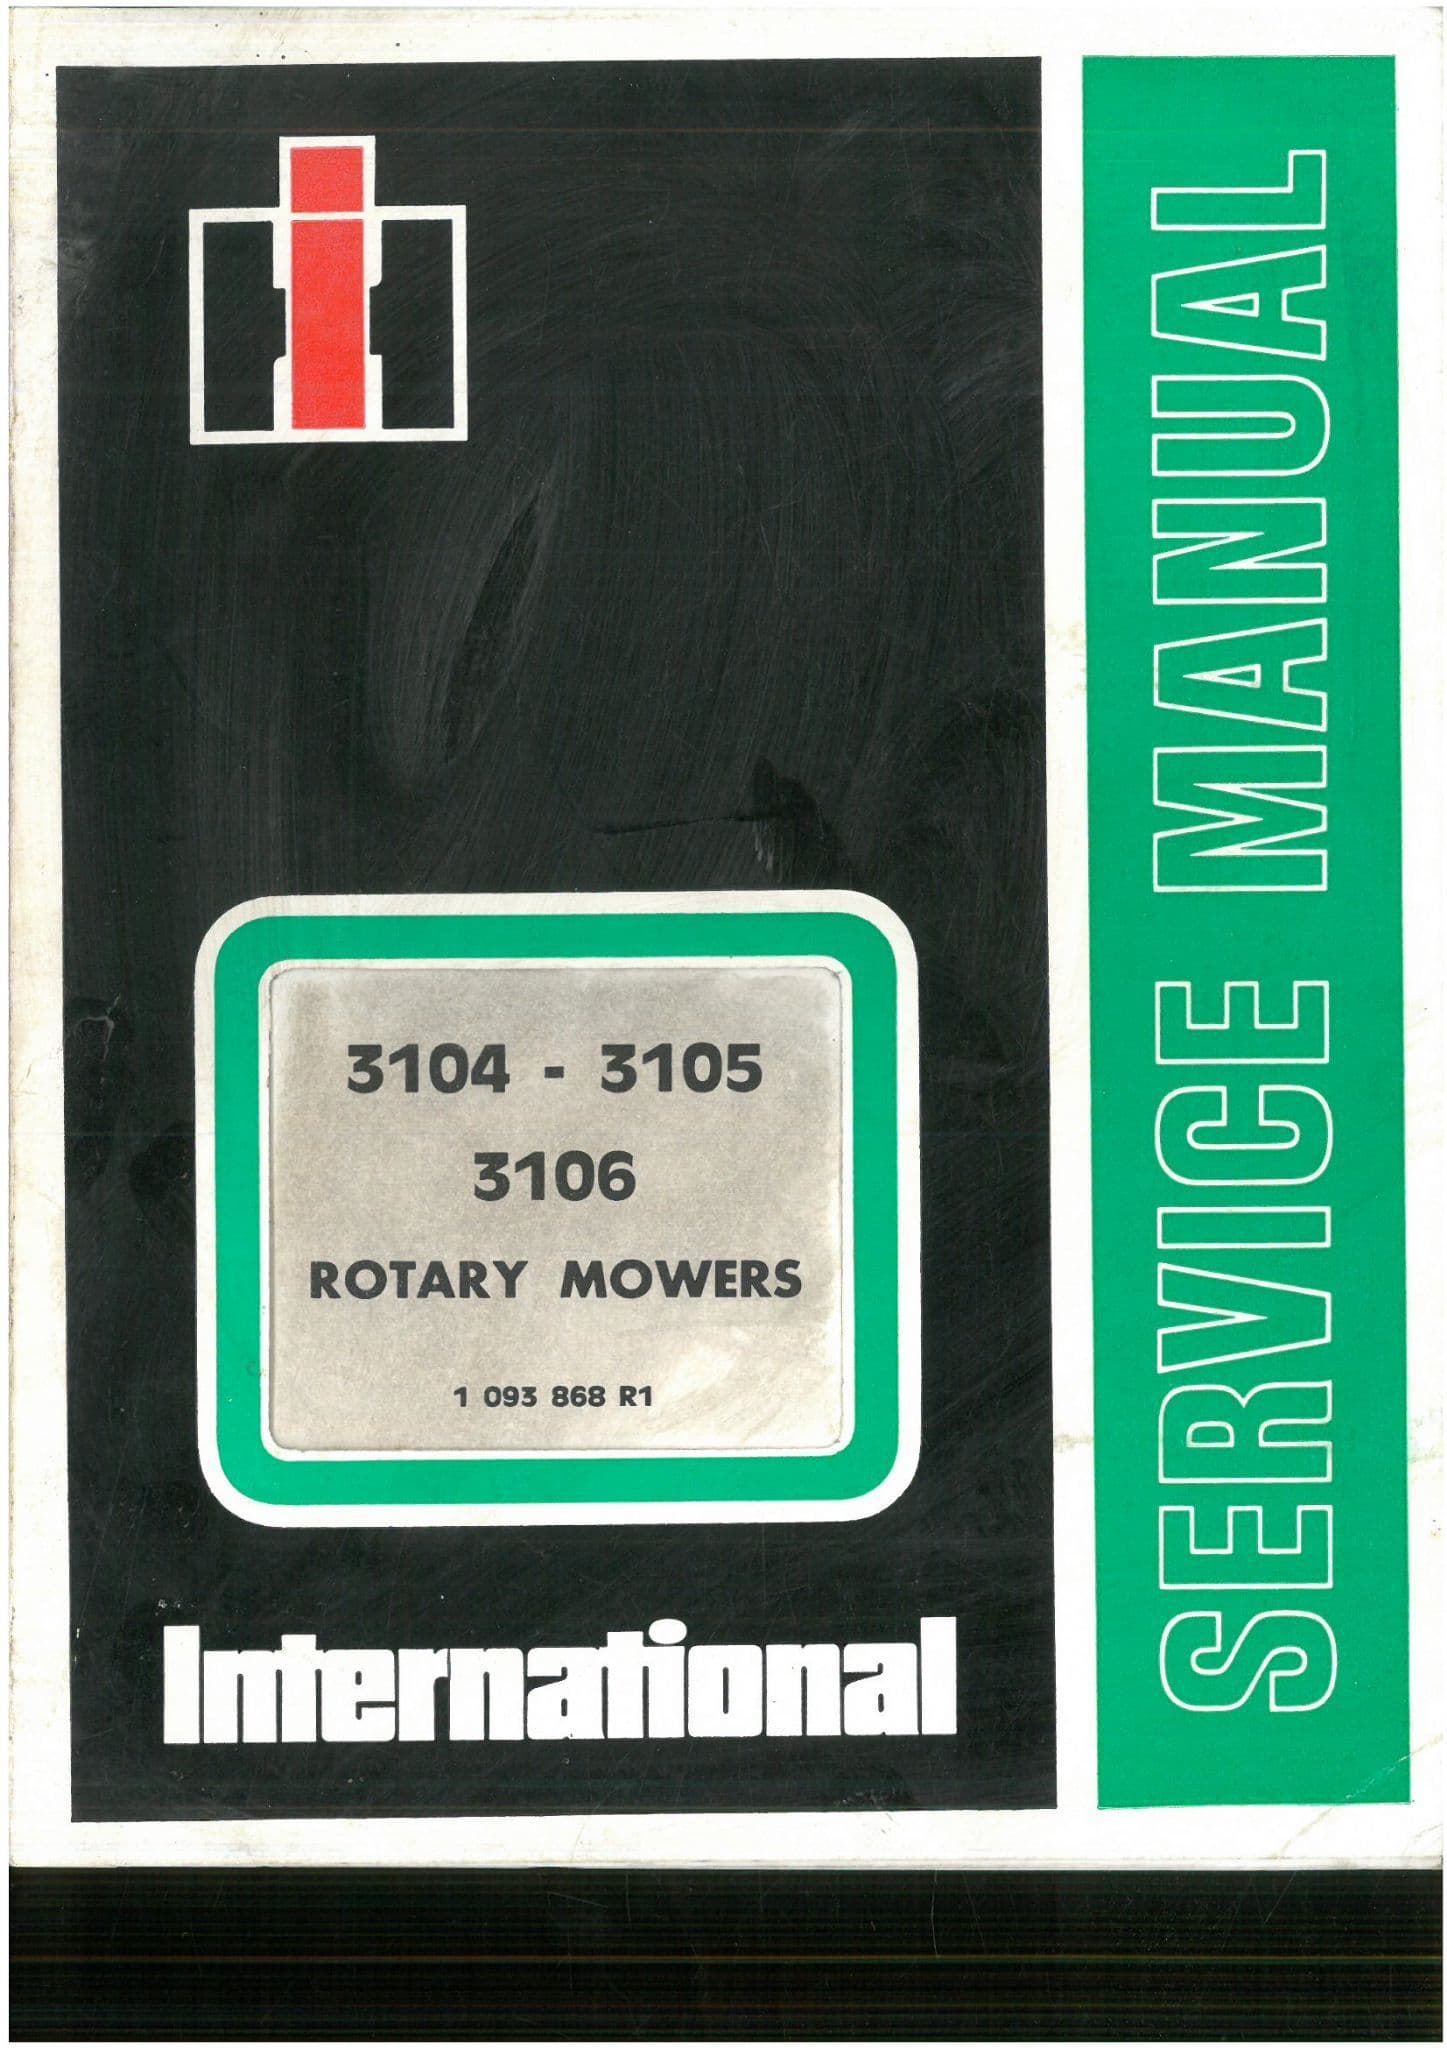 3104 - 3105
3106
ROTARY MOWERS
1 093 868 R1
International
SERVICE MANUAL